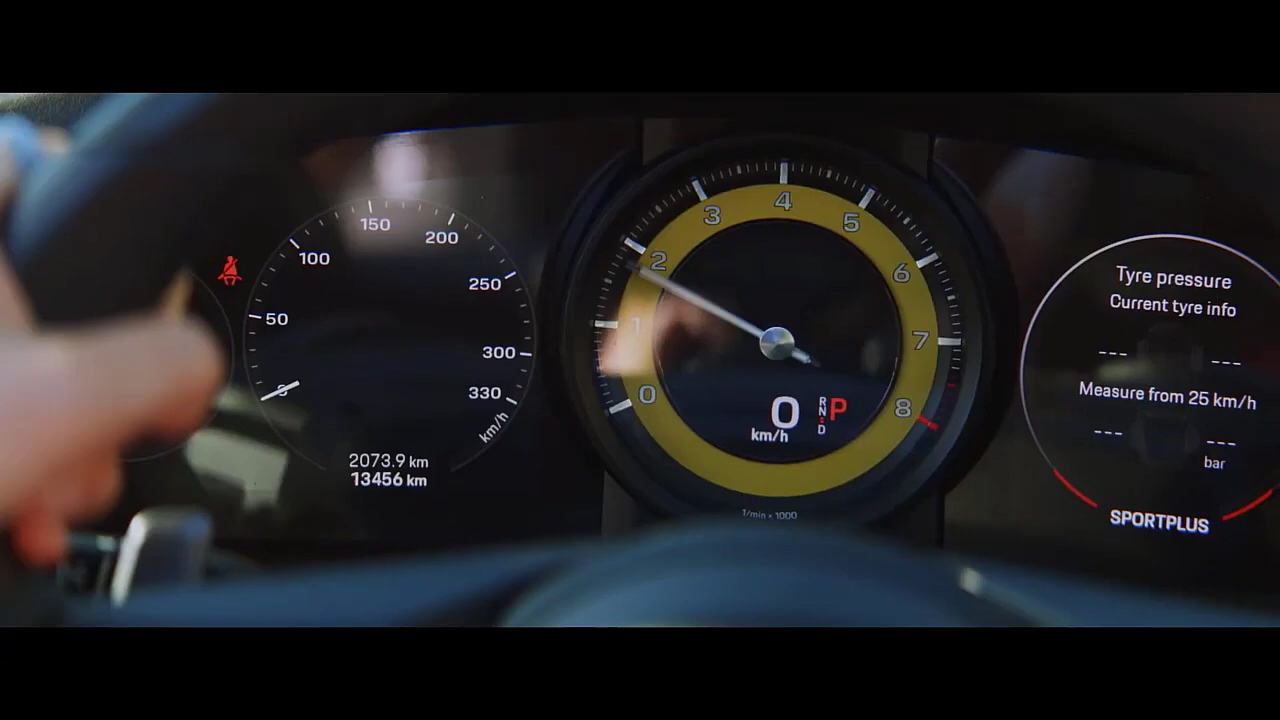 50
100
150
200
250
300
330
km/h
2073.9 km
13456 km
0
1
2
3
4
5
6
7
8
0
km/h
R
N
D
P
1/min × 1000
Tyre pressure
Current tyre info
--- ---
Measure from 25 km/h
--- ---
bar
SPORTPLUS